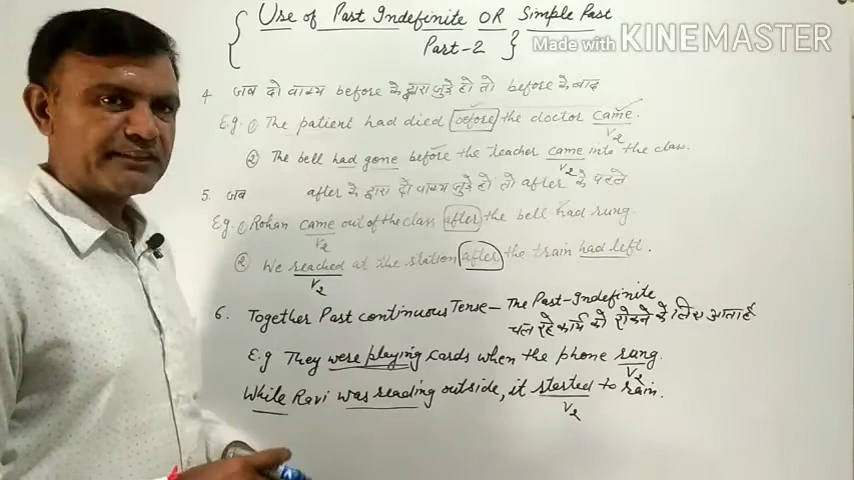 { Use of Past Indefinite OR Simple Past
Part-2 }
Made with KINEMASTER
4 जब दो वाक्य before के द्वारा जुड़े हो तो before के बाद
E.g. ① The patient had died before the doctor came.
V2
② The bell had gone before the teacher came into the class.
V2
5. जब after के द्वारा दो वाक्य जुड़े हो तो after के पहले
Eg. ① Rohan came out of the class after the bell had rung.
V2
② We reached at the station after the train had left.
V2
6. Together Past continuous Tense - The Past-Indefinite
चल रहे कार्य को रोकने के लिए आता है
E.g They were playing cards when the phone rung.
V2
While Ravi was reading outside, it started to rain.
V2